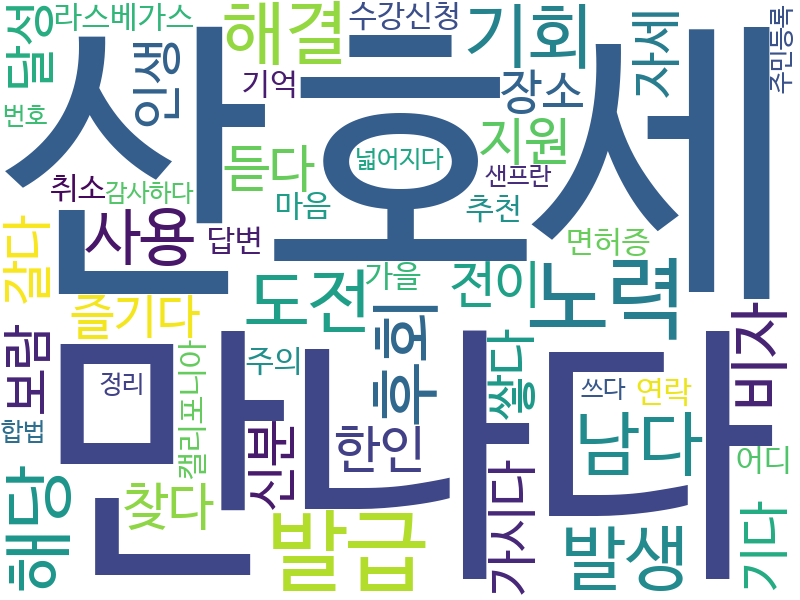 달성
라스베가스
해결
수강신청
기회
자세
주민등록
인생
기억
장소
번호
산호세
듣다
넓어지다
지원
샌프란
취소
감사하다
마음
추천
갈다
사용
답변
면허증
즐기다
도전
가을
전이
노력
보람
캘리포니아
주의
후회
쌓다
비자
정리
만나다
쓰다
연락
합법
신분
한인
남다
어디
해당
찾다
발급
가시다
발생
기다